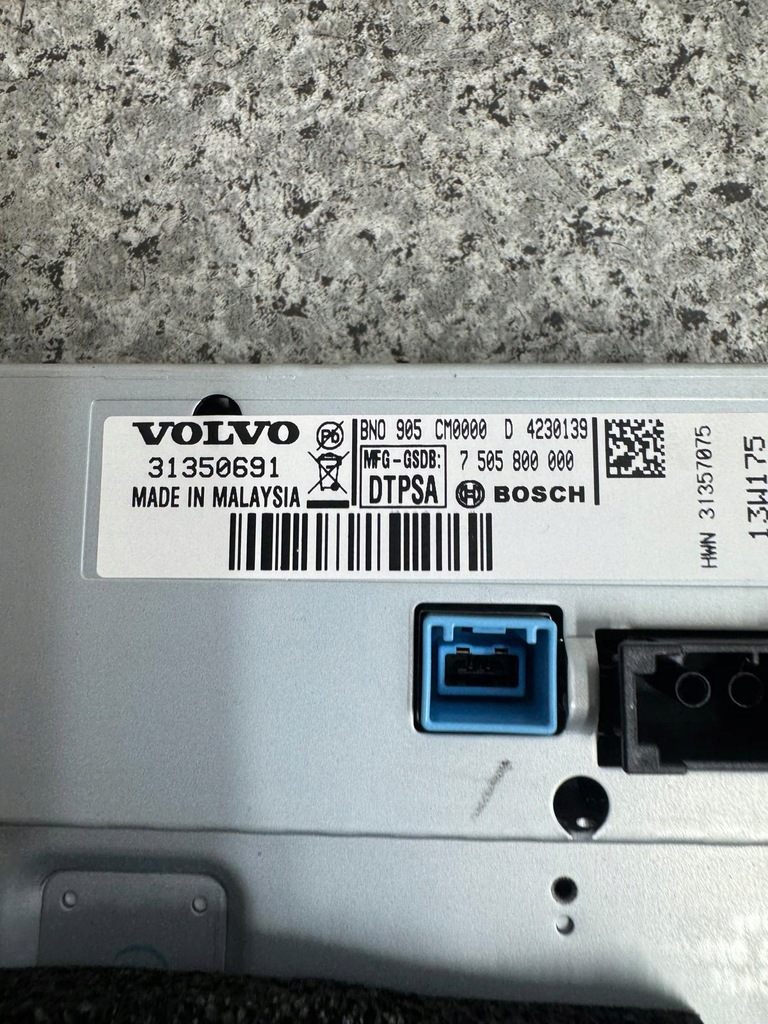 VOLVO
31350691
MADE IN MALAYSIA
Pb
BNO 905 CM0000 D 4230139
MFG-GSDB:
DTPSA
7 505 800 000
BOSCH
HWN 31357075
13W175